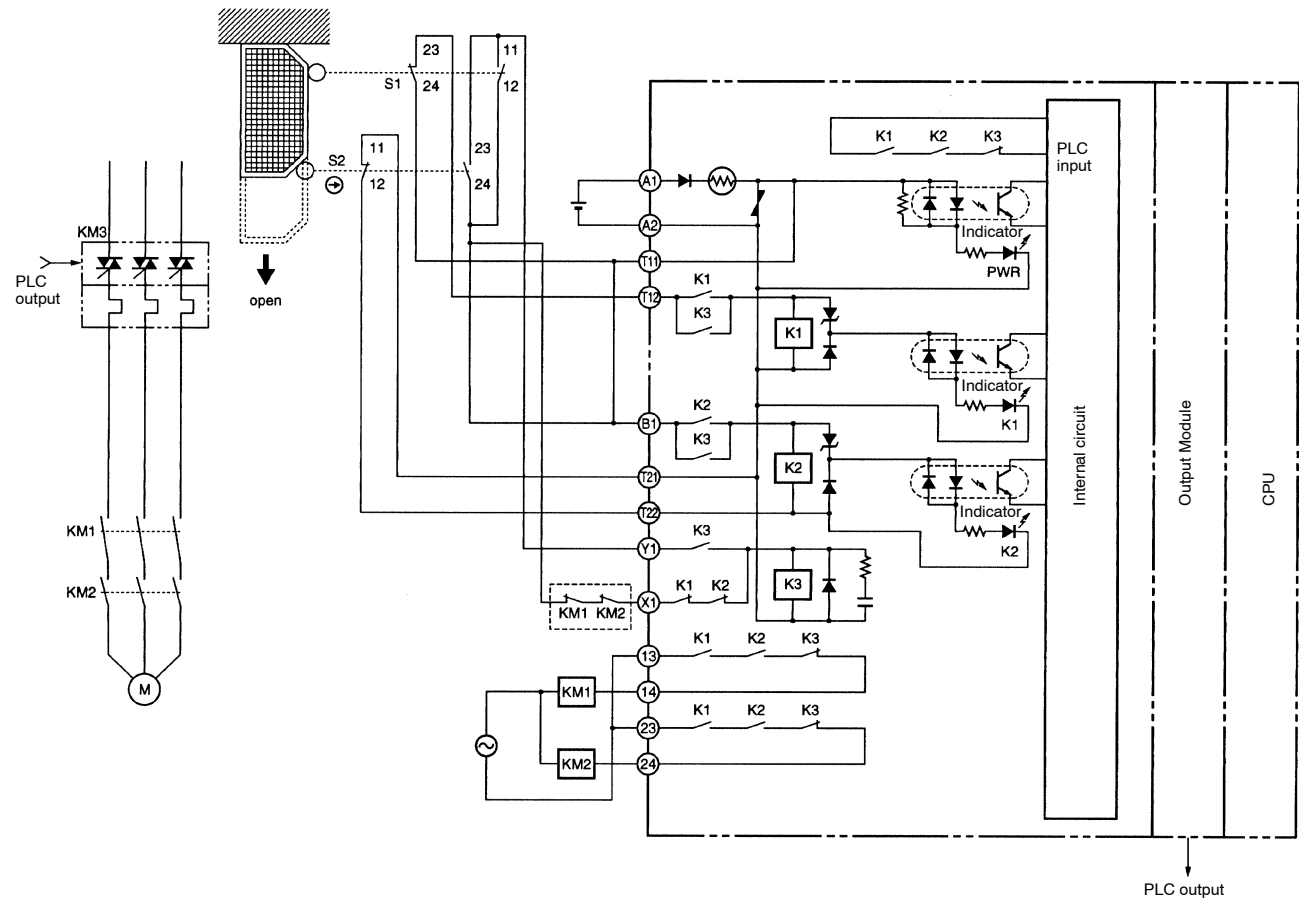 23
11
S1
24
12
11
S2
12
23
24
KM3
PLC
output
open
K1 K2 K3
PLC
input
A1
A2
Indicator
PWR
T11
T12
K1
K3
K1
Indicator
K1
B1
K2
K3
K2
T21
T22
Indicator
K2
Y1
K3
K3
X1
K1 K2
KM1 KM2
KM1
KM2
M
13
K1 K2 K3
KM1
14
23
K1 K2 K3
KM2
24
Internal circuit
Output Module
CPU
PLC output